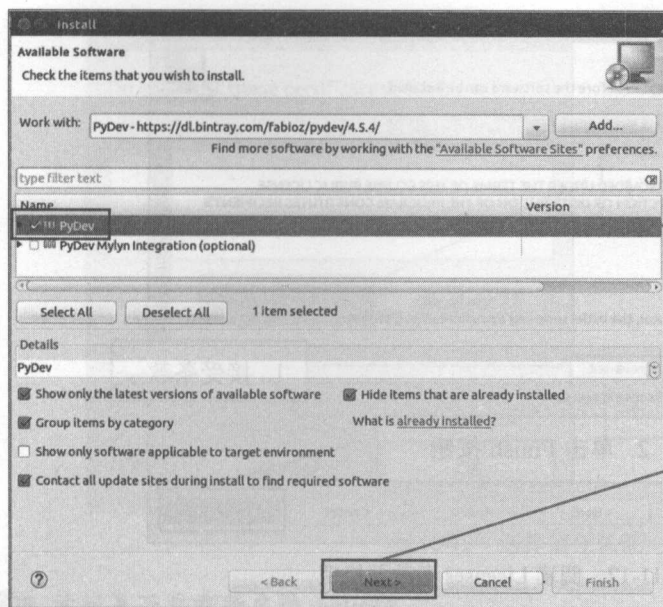 Install
Available Software
Check the items that you wish to install.
Work with: PyDev - https://dl.bintray.com/fabioz/pydev/4.5.4/ Add...
Find more software by working with the "Available Software Sites" preferences.
type filter text
Name Version
PyDev
PyDev Mylyn Integration (optional)
Select All Deselect All 1 item selected
Details
PyDev
Show only the latest versions of available software Hide items that are already installed
Group items by category What is already installed?
Show only software applicable to target environment
Contact all update sites during install to find required software
< Back Next > Cancel Finish